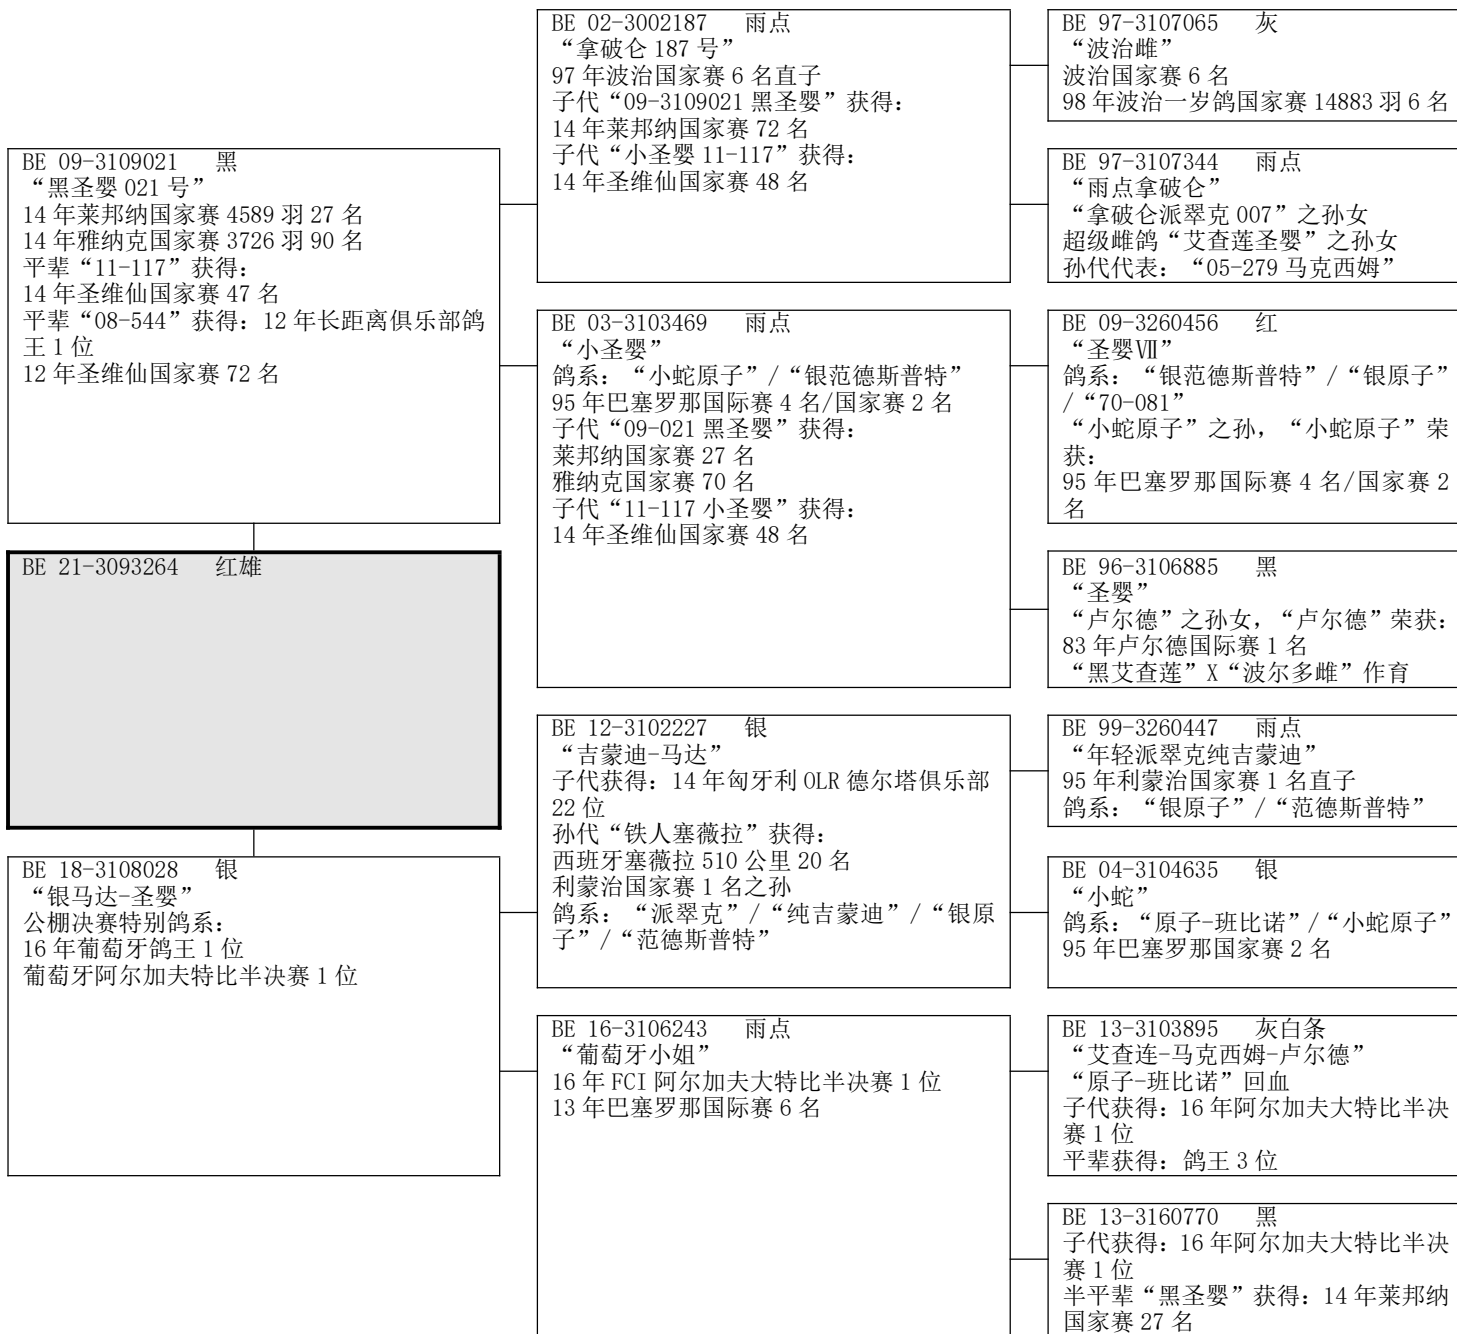 BE 09-3109021 黑
“黑圣婴 021 号”
14 年莱邦纳国家赛 4589 羽 27 名
14 年雅纳克国家赛 3726 羽 90 名
平辈“11-117”获得：
14 年圣维仙国家赛 47 名
平辈“08-544”获得：12 年长距离俱乐部鸽
王 1 位
12 年圣维仙国家赛 72 名
BE 21-3093264 红雄
BE 18-3108028 银
“银马达-圣婴”
公棚决赛特别鸽系：
16 年葡萄牙鸽王 1 位
葡萄牙阿尔加夫特比半决赛 1 位
BE 02-3002187 雨点
“拿破仑 187 号”
97 年波治国家赛 6 名直子
子代“09-3109021 黑圣婴”获得：
14 年莱邦纳国家赛 72 名
子代“小圣婴 11-117”获得：
14 年圣维仙国家赛 48 名
BE 03-3103469 雨点
“小圣婴”
鸽系：“小蛇原子”/“银范德斯普特”
95 年巴塞罗那国际赛 4 名/国家赛 2 名
子代“09-021 黑圣婴”获得：
莱邦纳国家赛 27 名
雅纳克国家赛 70 名
子代“11-117 小圣婴”获得：
14 年圣维仙国家赛 48 名
BE 12-3102227 银
“吉蒙迪-马达”
子代获得：14 年匈牙利 OLR 德尔塔俱乐部
22 位
孙代“铁人塞薇拉”获得：
西班牙塞薇拉 510 公里 20 名
利蒙治国家赛 1 名之孙
鸽系：“派翠克”/“纯吉蒙迪”/“银原
子”/“范德斯普特”
BE 16-3106243 雨点
“葡萄牙小姐”
16 年 FCI 阿尔加夫大特比半决赛 1 位
13 年巴塞罗那国际赛 6 名
BE 97-3107065 灰
“波治雌”
波治国家赛 6 名
98 年波治一岁鸽国家赛 14883 羽 6 名
BE 97-3107344 雨点
“雨点拿破仑”
“拿破仑派翠克 007”之孙女
超级雌鸽“艾查莲圣婴”之孙女
孙代代表：“05-279 马克西姆”
BE 09-3260456 红
“圣婴Ⅶ”
鸽系：“银范德斯普特”/“银原子”
/“70-081”
“小蛇原子”之孙，“小蛇原子”荣
获：
95 年巴塞罗那国际赛 4 名/国家赛 2
名
BE 96-3106885 黑
“圣婴”
“卢尔德”之孙女，“卢尔德”荣获：
83 年卢尔德国际赛 1 名
“黑艾查莲”X“波尔多雌”作育
BE 99-3260447 雨点
“年轻派翠克纯吉蒙迪”
95 年利蒙治国家赛 1 名直子
鸽系：“银原子”/“范德斯普特”
BE 04-3104635 银
“小蛇”
鸽系：“原子-班比诺”/“小蛇原子”
95 年巴塞罗那国家赛 2 名
BE 13-3103895 灰白条
“艾查连-马克西姆-卢尔德”
“原子-班比诺”回血
子代获得：16 年阿尔加夫大特比半决
赛 1 位
平辈获得：鸽王 3 位
BE 13-3160770 黑
子代获得：16 年阿尔加夫大特比半决
赛 1 位
半平辈“黑圣婴”获得：14 年莱邦纳
国家赛 27 名